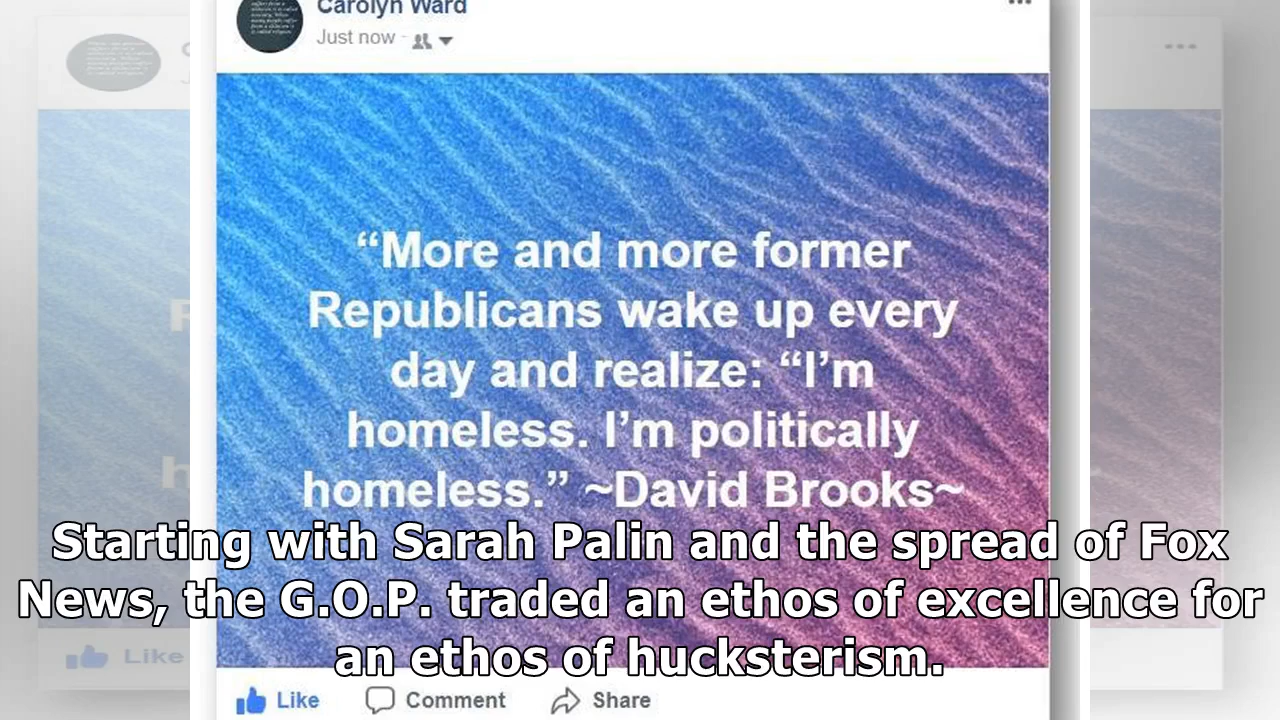 Carolyn Ward
Just now
“More and more former
Republicans wake up every
day and realize: “I’m
homeless. I’m politically
homeless.” ~David Brooks~
Starting with Sarah Palin and the spread of Fox
News, the G.O.P. traded an ethos of excellence for
an ethos of hucksterism.
Like
Like Comment Share